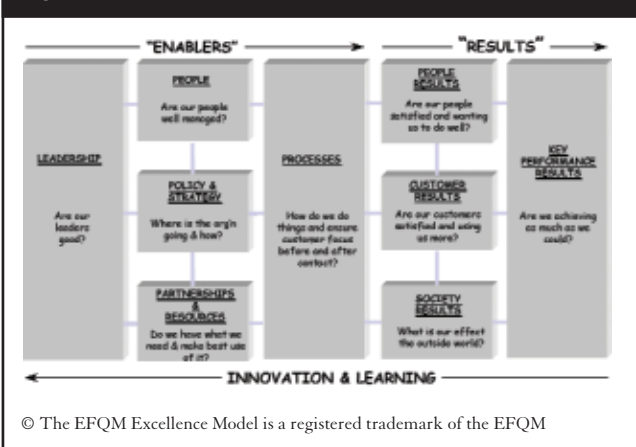 "ENABLERS"
"RESULTS"
LEADERSHIP
Are our
leaders
good?
PEOPLE
Are our people
well managed?
POLICY &
STRATEGY
Where is the org'n
going & how?
PARTNERSHIPS
&
RESOURCES
Do we have what we
need & make best use
of it?
PROCESSES
How do we do
things and ensure
customer focus
before and after
contact?
PEOPLE
RESULTS
Are our people
satisfied and wanting
us to do well?
CUSTOMER
RESULTS
Are our customers
satisfied and using
us more?
SOCIETY
RESULTS
What is our effect
the outside world?
KEY
PERFORMANCE
RESULTS
Are we achieving
as much as we
could?
INNOVATION & LEARNING
© The EFQM Excellence Model is a registered trademark of the EFQM